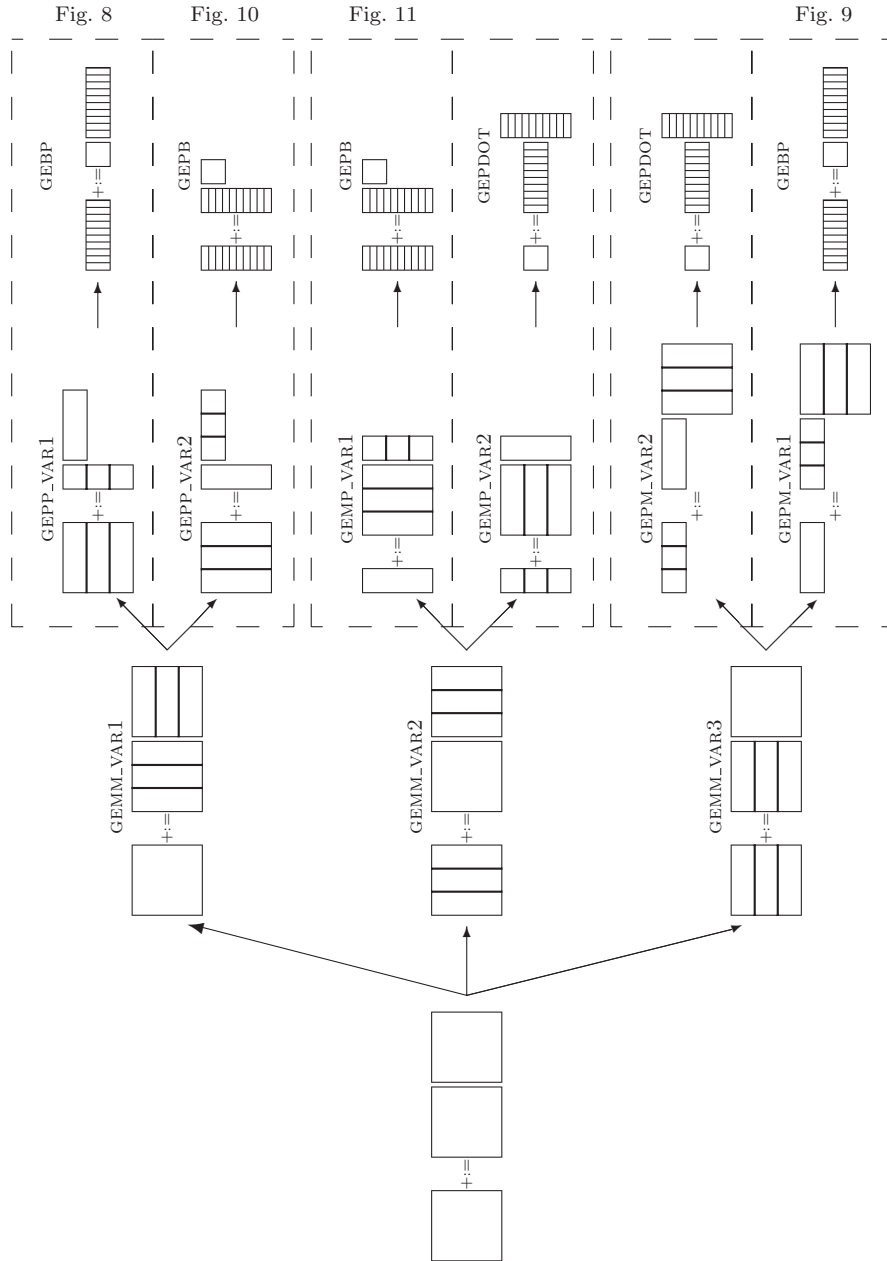 Fig. 8
Fig. 10
Fig. 11
Fig. 9
GEBP
+:=
GEPB
+:=
GEPB
+:=
GEPDOT
+:=
GEPDOT
+:=
GEBP
+:=
GEPP_VAR1
+:=
GEPP_VAR2
+:=
GEMP_VAR1
+:=
GEMP_VAR2
+:=
GEPM_VAR2
+:=
GEPM_VAR1
+:=
GEMM_VAR1
+:=
GEMM_VAR2
+:=
GEMM_VAR3
+:=
+:=